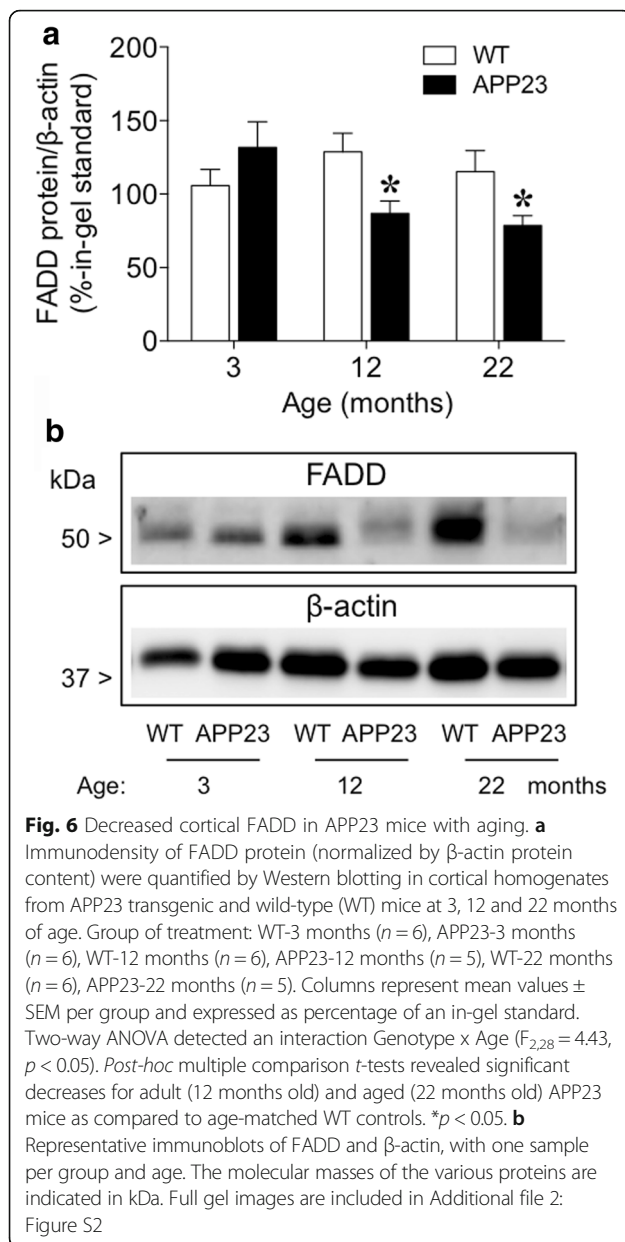 a
200
150
100
50
0
FADD protein/β-actin
(%-in-gel standard)
WT
APP23
*
*
3 12 22
Age (months)
b
kDa
FADD
50 >
β-actin
37 >
WT APP23 WT APP23 WT APP23
Age: 3 12 22 months
Fig. 6 Decreased cortical FADD in APP23 mice with aging. a
Immunodensity of FADD protein (normalized by β-actin protein
content) were quantified by Western blotting in cortical homogenates
from APP23 transgenic and wild-type (WT) mice at 3, 12 and 22 months
of age. Group of treatment: WT-3 months (n = 6), APP23-3 months
(n = 6), WT-12 months (n = 6), APP23-12 months (n = 5), WT-22 months
(n = 6), APP23-22 months (n = 5). Columns represent mean values ±
SEM per group and expressed as percentage of an in-gel standard.
Two-way ANOVA detected an interaction Genotype x Age (F2,28 = 4.43,
p < 0.05). Post-hoc multiple comparison t-tests revealed significant
decreases for adult (12 months old) and aged (22 months old) APP23
mice as compared to age-matched WT controls. *p < 0.05. b
Representative immunoblots of FADD and β-actin, with one sample
per group and age. The molecular masses of the various proteins are
indicated in kDa. Full gel images are included in Additional file 2:
Figure S2